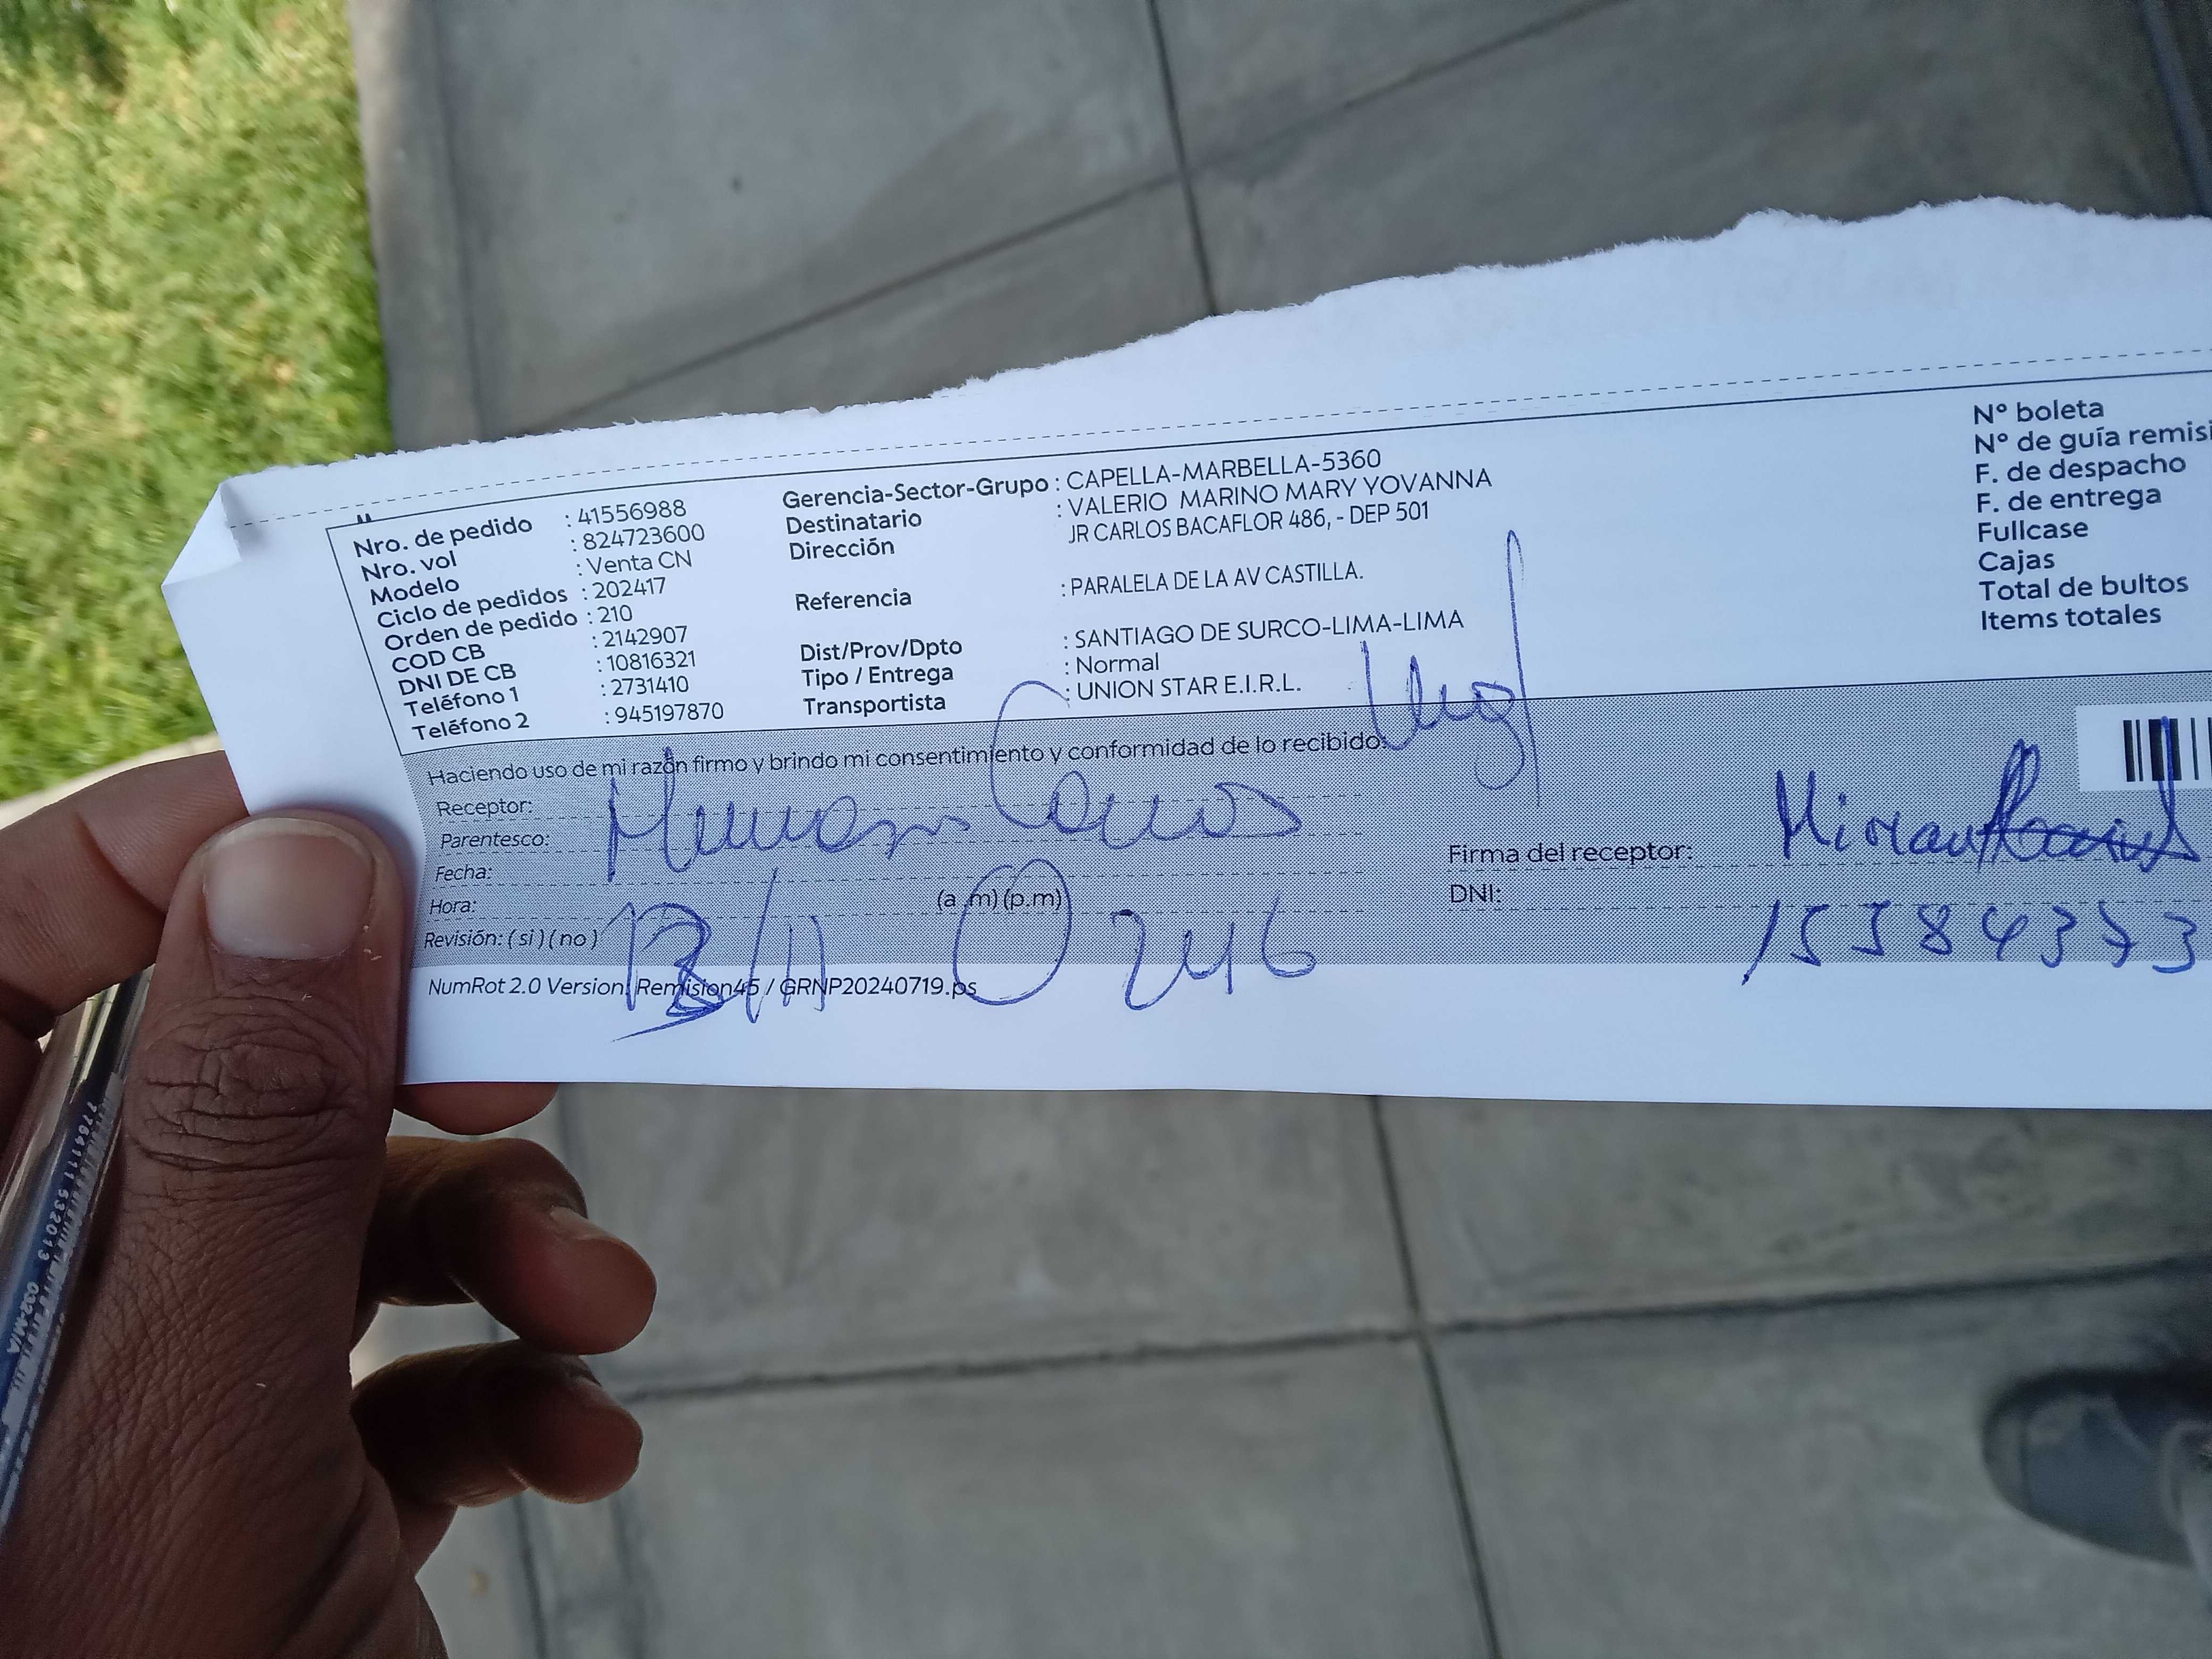 Nro. de pedido : 41556988
Nro. vol : 824723600
Modelo : Venta CN
Ciclo de pedidos : 202417
Orden de pedido : 210
COD CB : 2142907
DNI DE CB : 10816321
Teléfono 1 : 2731410
Teléfono 2 : 945197870
Gerencia-Sector-Grupo : CAPELLA-MARBELLA-5360
Destinatario : VALERIO MARINO MARY YOVANNA
Dirección JR CARLOS BACAFLOR 486, - DEP 501
Referencia : PARALELA DE LA AV CASTILLA.
Dist/Prov/Dpto : SANTIAGO DE SURCO-LIMA-LIMA
Tipo / Entrega : Normal
Transportista : UNION STAR E.I.R.L.
N° boleta
N° de guía remisi
F. de despacho
F. de entrega
Fullcase
Cajas
Total de bultos
Items totales
Haciendo uso de mi razón firmo y brindo mi consentimiento y conformidad de lo recibido.
Receptor:
Parentesco:
Fecha:
Hora: (a .m) (p.m)
Revisión: ( si ) ( no )
Firma del receptor:
DNI: 15384373
NumRot 2.0 Version: Remision45 / GRNP20240719.ps